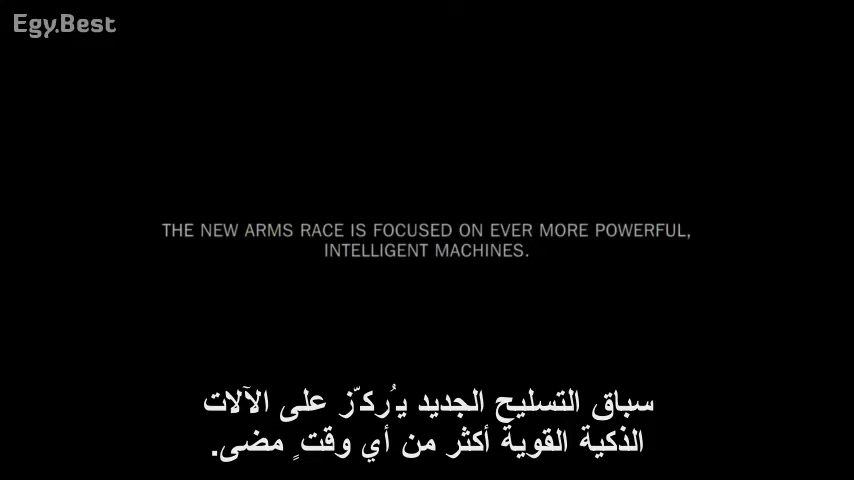 Egy.Best
THE NEW ARMS RACE IS FOCUSED ON EVER MORE POWERFUL,
INTELLIGENT MACHINES.
سباق التسليح الجديد يُركّز على الآلات
الذكية القوية أكثر من أي وقتٍ مضى.